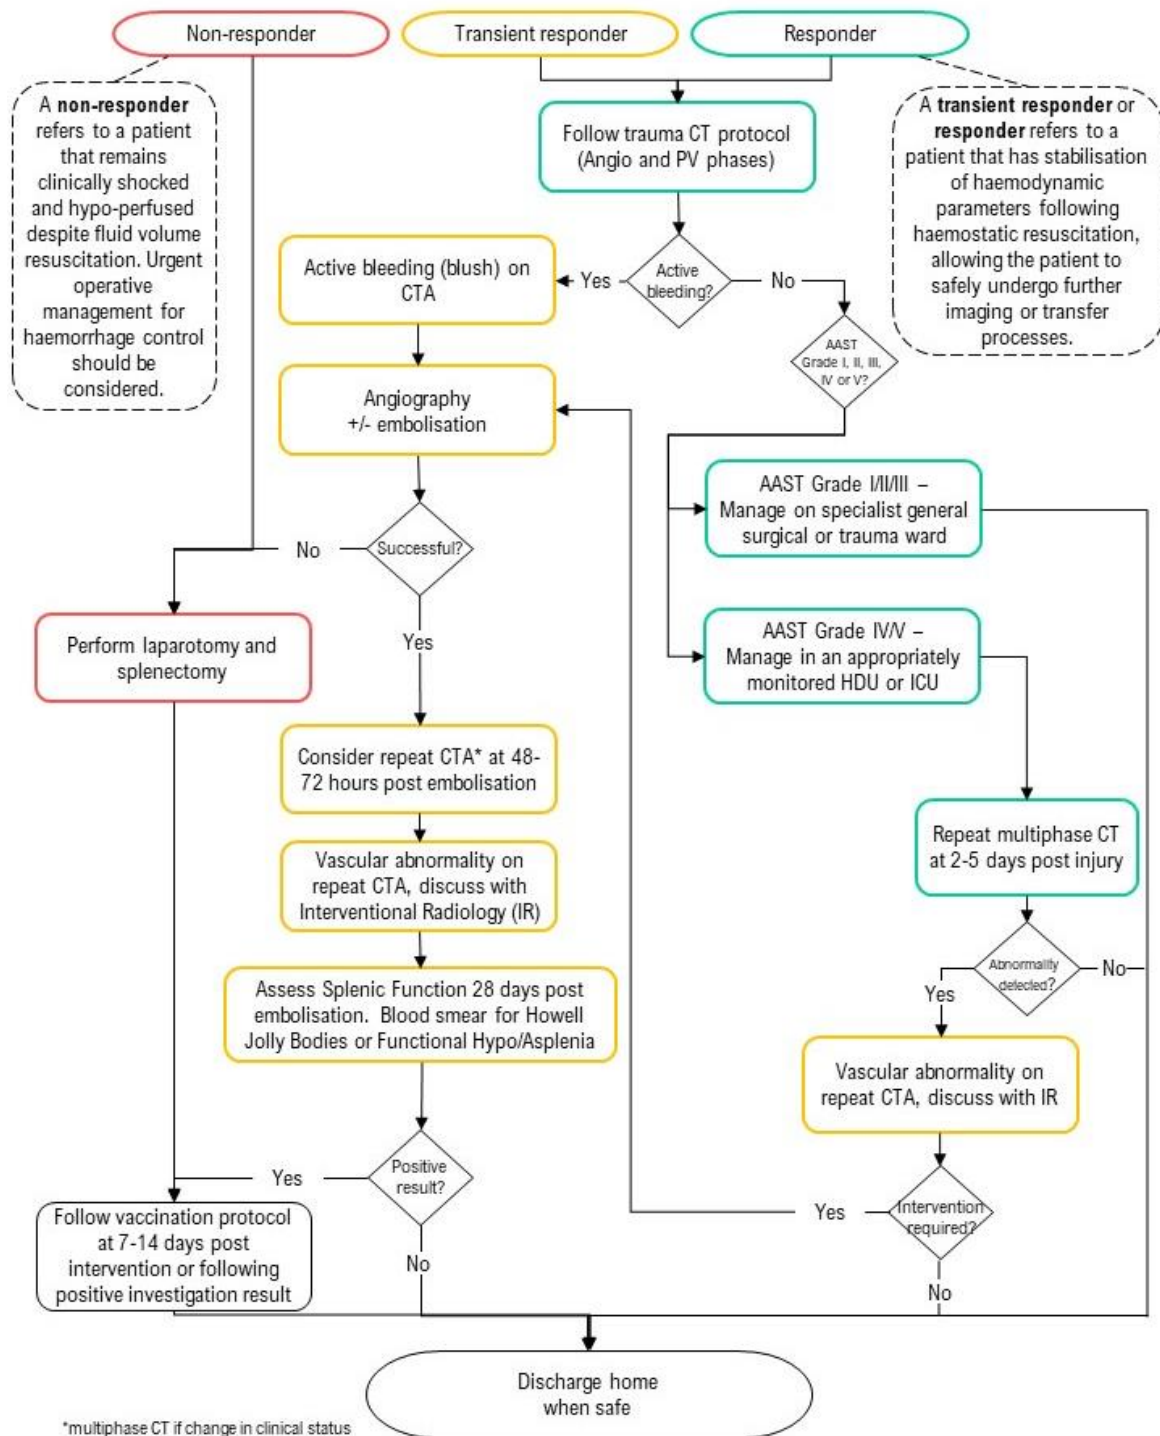 Non-responder
Transient responder
Responder
A non-responder
refers to a patient
that remains
clinically shocked
and hypo-perfused
despite fluid volume
resuscitation. Urgent
operative
management for
haemorrhage control
should be
considered.
Follow trauma CT protocol
(Angio and PV phases)
A transient responder or
responder refers to a
patient that has stabilisation
of haemodynamic
parameters following
haemostatic resuscitation,
allowing the patient to
safely undergo further
imaging or transfer
processes.
Active
bleeding?
Yes
No
Active bleeding (blush) on
CTA
AAST
Grade I, II, III,
IV or V?
Angiography
+/- embolisation
AAST Grade I/II/III –
Manage on specialist general
surgical or trauma ward
Successful?
No
Yes
Perform laparotomy and
splenectomy
AAST Grade IV/V –
Manage in an appropriately
monitored HDU or ICU
Consider repeat CTA* at 48-
72 hours post embolisation
Repeat multiphase CT
at 2-5 days post injury
Vascular abnormality on
repeat CTA, discuss with
Interventional Radiology (IR)
Abnormality
detected?
No
Yes
Assess Splenic Function 28 days post
embolisation. Blood smear for Howell
Jolly Bodies or Functional Hypo/Asplenia
Vascular abnormality on
repeat CTA, discuss with IR
Positive
result?
Yes
No
Intervention
required?
Yes
No
Follow vaccination protocol
at 7-14 days post
intervention or following
positive investigation result
Discharge home
when safe
*multiphase CT if change in clinical status